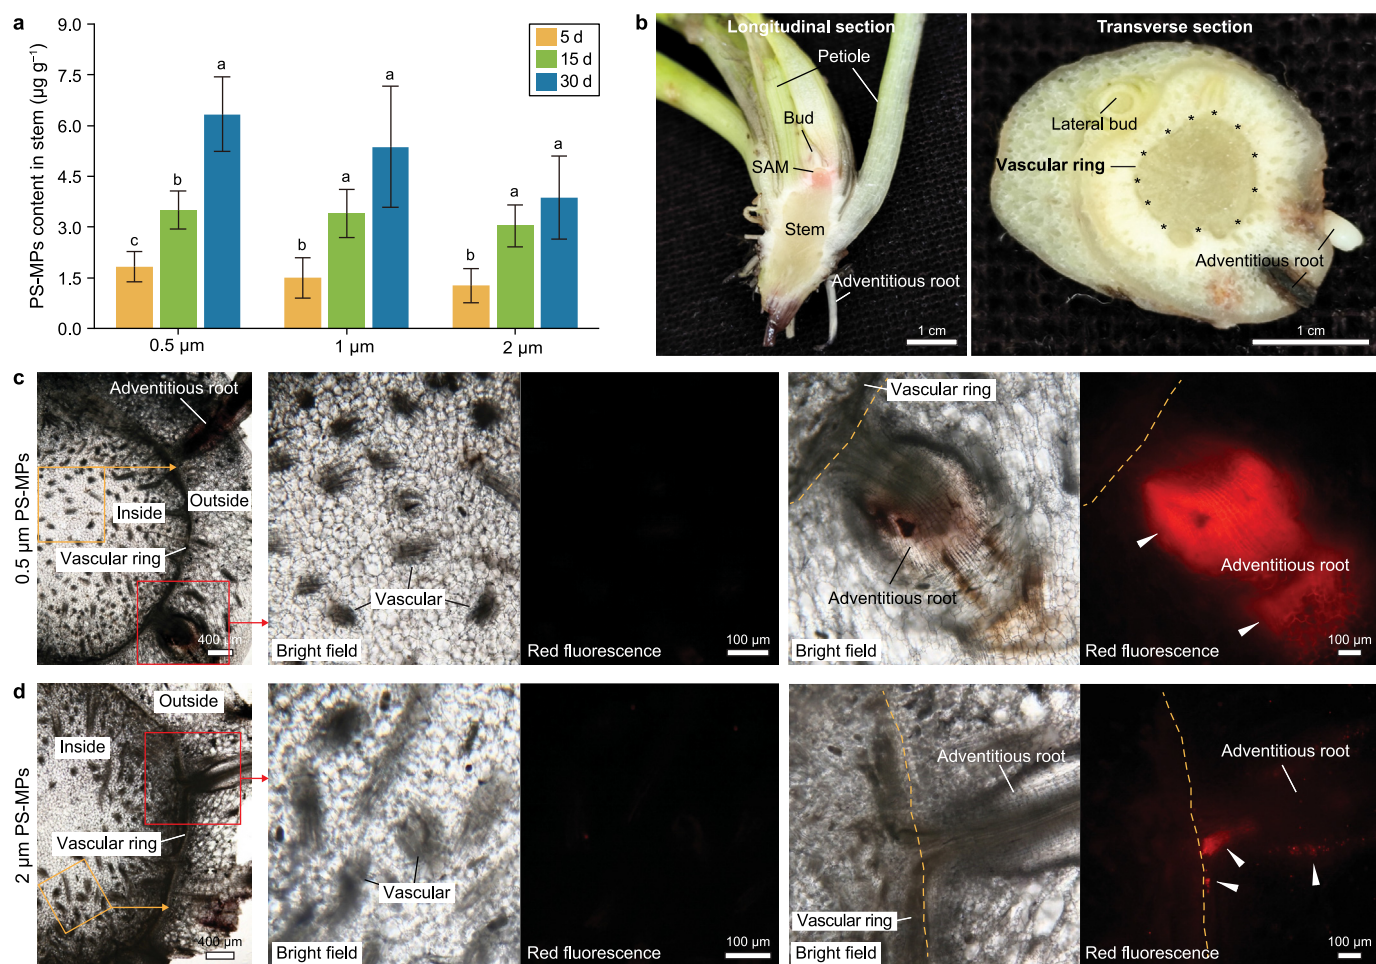 a
9.0
7.5
6.0
4.5
3.0
1.5
0.0
PS-MPs content in stem (µg g⁻¹)
5 d
15 d
30 d
c
b
a
b
a
a
b
a
a
0.5 µm
1 µm
2 µm
b
Longitudinal section
Petiole
Bud
SAM
Stem
Adventitious root
1 cm
Transverse section
Lateral bud
Vascular ring
Adventitious root
1 cm
c
0.5 µm PS-MPs
Adventitious root
Outside
Inside
Vascular ring
400 µm
Vascular
Bright field
Red fluorescence
100 µm
Vascular ring
Adventitious root
Bright field
Adventitious root
Red fluorescence
100 µm
d
2 µm PS-MPs
Outside
Inside
Vascular ring
400 µm
Vascular
Bright field
Red fluorescence
100 µm
Adventitious root
Vascular ring
Bright field
Adventitious root
Red fluorescence
100 µm